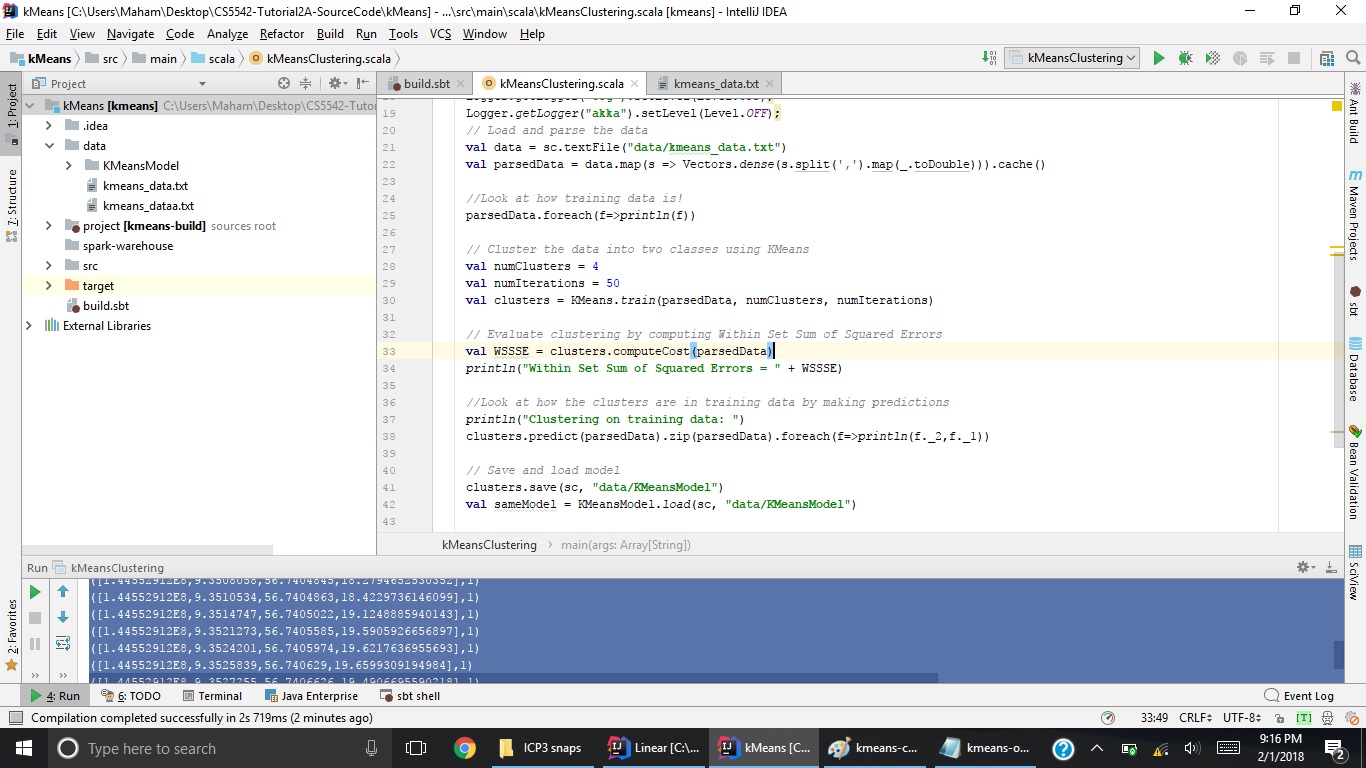 kMeans [C:\Users\Maham\Desktop\CS5542-Tutorial2A-SourceCode\kMeans] - ...\src\main\scala\kMeansClustering.scala [kmeans] - IntelliJ IDEA
File Edit View Navigate Code Analyze Refactor Build Run Tools VCS Window Help
kMeans src main scala kMeansClustering.scala
kMeansClustering
Project
build.sbt kMeansClustering.scala kmeans_data.txt
1: Project
7: Structure
2: Favorites
kMeans [kmeans] C:\Users\Maham\Desktop\CS5542-Tutor
.idea
data
KMeansModel
kmeans_data.txt
kmeans_dataa.txt
project [kmeans-build] sources root
spark-warehouse
src
target
build.sbt
External Libraries
19 Logger.getLogger("akka").setLevel(Level.OFF);
20 // Load and parse the data
21 val data = sc.textFile("data/kmeans_data.txt")
22 val parsedData = data.map(s => Vectors.dense(s.split(',').map(_.toDouble))).cache()
23
24 //Look at how training data is!
25 parsedData.foreach(f=>println(f))
26
27 // Cluster the data into two classes using KMeans
28 val numClusters = 4
29 val numIterations = 50
30 val clusters = KMeans.train(parsedData, numClusters, numIterations)
31
32 // Evaluate clustering by computing Within Set Sum of Squared Errors
33 val WSSSE = clusters.computeCost(parsedData)
34 println("Within Set Sum of Squared Errors = " + WSSSE)
35
36 //Look at how the clusters are in training data by making predictions
37 println("Clustering on training data: ")
38 clusters.predict(parsedData).zip(parsedData).foreach(f=>println(f._2,f._1))
39
40 // Save and load model
41 clusters.save(sc, "data/KMeansModel")
42 val sameModel = KMeansModel.load(sc, "data/KMeansModel")
43
kMeansClustering main(args: Array[String])
Ant Build
Maven Projects
sbt
Database
Bean Validation
SciView
Run kMeansClustering
([1.44552912E8,9.3508058,56.7404845,18.2794652530352],1)
([1.44552912E8,9.3510534,56.7404863,18.4229736146099],1)
([1.44552912E8,9.3514747,56.7405022,19.1248885940143],1)
([1.44552912E8,9.3521273,56.7405585,19.5905926656897],1)
([1.44552912E8,9.3524201,56.7405974,19.6217636955693],1)
([1.44552912E8,9.3525839,56.740629,19.6599309194984],1)
4: Run 6: TODO Terminal Java Enterprise sbt shell Event Log
Compilation completed successfully in 2s 719ms (2 minutes ago) 33:49 CRLF UTF-8 [T]
Type here to search
ICP3 snaps Linear [C:\... kMeans [C... kmeans-c... kmeans-o...
9:16 PM
2/1/2018
2